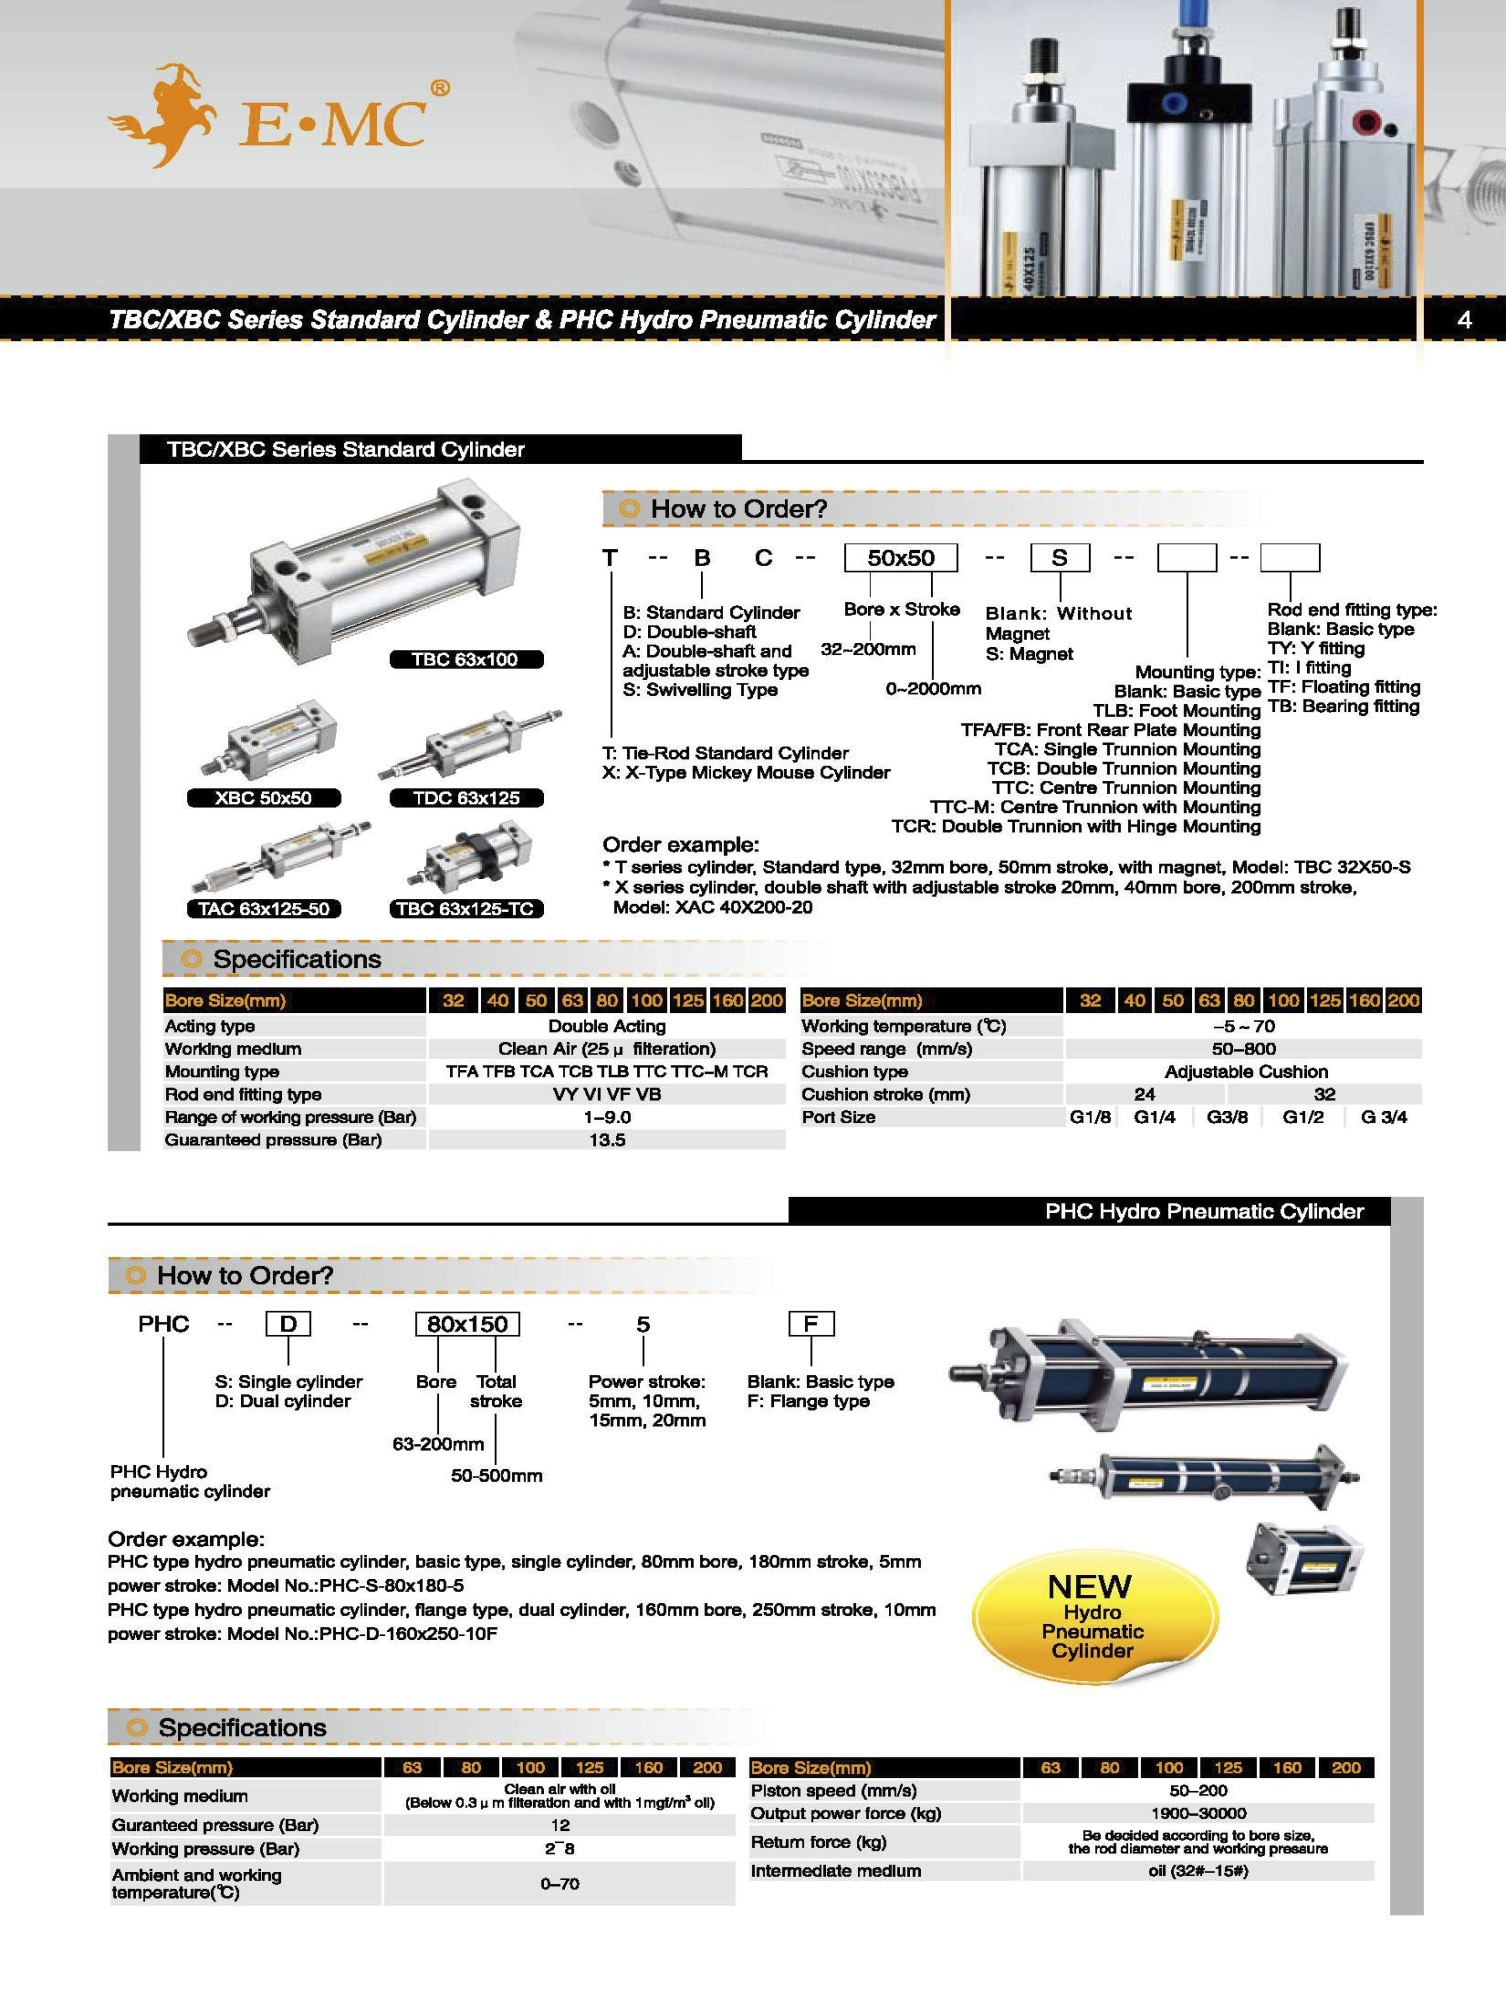 E•MC®
TBC/XBC Series Standard Cylinder & PHC Hydro Pneumatic Cylinder
4
40X125
TBC/XBC Series Standard Cylinder
TBC 63x100
XBC 50x50
TDC 63x125
TAC 63x125-50
TBC 63x125-TC
How to Order?
T -- B C -- 50x50 -- S -- --
B: Standard Cylinder
D: Double-shaft
A: Double-shaft and
adjustable stroke type
S: Swivelling Type
Bore x Stroke
32~200mm
0~2000mm
Blank: Without
Magnet
S: Magnet
Mounting type:
Blank: Basic type
TLB: Foot Mounting
TFA/FB: Front Rear Plate Mounting
TCA: Single Trunnion Mounting
TCB: Double Trunnion Mounting
TTC: Centre Trunnion Mounting
TTC-M: Centre Trunnion with Mounting
TCR: Double Trunnion with Hinge Mounting
Rod end fitting type:
Blank: Basic type
TY: Y fitting
TI: I fitting
TF: Floating fitting
TB: Bearing fitting
T: Tie-Rod Standard Cylinder
X: X-Type Mickey Mouse Cylinder
Order example:
* T series cylinder, Standard type, 32mm bore, 50mm stroke, with magnet, Model: TBC 32X50-S
* X series cylinder, double shaft with adjustable stroke 20mm, 40mm bore, 200mm stroke,
Model: XAC 40X200-20
Specifications
Bore Size(mm) 32 40 50 63 80 100 125 160 200
Acting type Double Acting
Working medium Clean Air (25 μ filteration)
Mounting type TFA TFB TCA TCB TLB TTC TTC-M TCR
Rod end fitting type VY VI VF VB
Range of working pressure (Bar) 1-9.0
Guaranteed pressure (Bar) 13.5
Bore Size(mm) 32 40 50 63 80 100 125 160 200
Working temperature (℃) -5~70
Speed range (mm/s) 50-800
Cushion type Adjustable Cushion
Cushion stroke (mm) 24 32
Port Size G1/8 G1/4 G3/8 G1/2 G 3/4
PHC Hydro Pneumatic Cylinder
How to Order?
PHC -- D -- 80x150 -- 5 F
S: Single cylinder
D: Dual cylinder
Bore Total
stroke
63-200mm
50-500mm
Power stroke:
5mm, 10mm,
15mm, 20mm
Blank: Basic type
F: Flange type
PHC Hydro
pneumatic cylinder
Order example:
PHC type hydro pneumatic cylinder, basic type, single cylinder, 80mm bore, 180mm stroke, 5mm
power stroke: Model No.:PHC-S-80x180-5
PHC type hydro pneumatic cylinder, flange type, dual cylinder, 160mm bore, 250mm stroke, 10mm
power stroke: Model No.:PHC-D-160x250-10F
NEW
Hydro
Pneumatic
Cylinder
Specifications
Bore Size(mm) 63 80 100 125 160 200
Working medium Clean air with oil
(Below 0.3 μ m filteration and with 1mgf/m³ oil)
Guranteed pressure (Bar) 12
Working pressure (Bar) 2‾8
Ambient and working
temperature(℃) 0-70
Bore Size(mm) 63 80 100 125 160 200
Piston speed (mm/s) 50-200
Output power force (kg) 1900-30000
Return force (kg) Be decided according to bore size,
the rod diameter and working pressure
Intermediate medium oil (32#-15#)